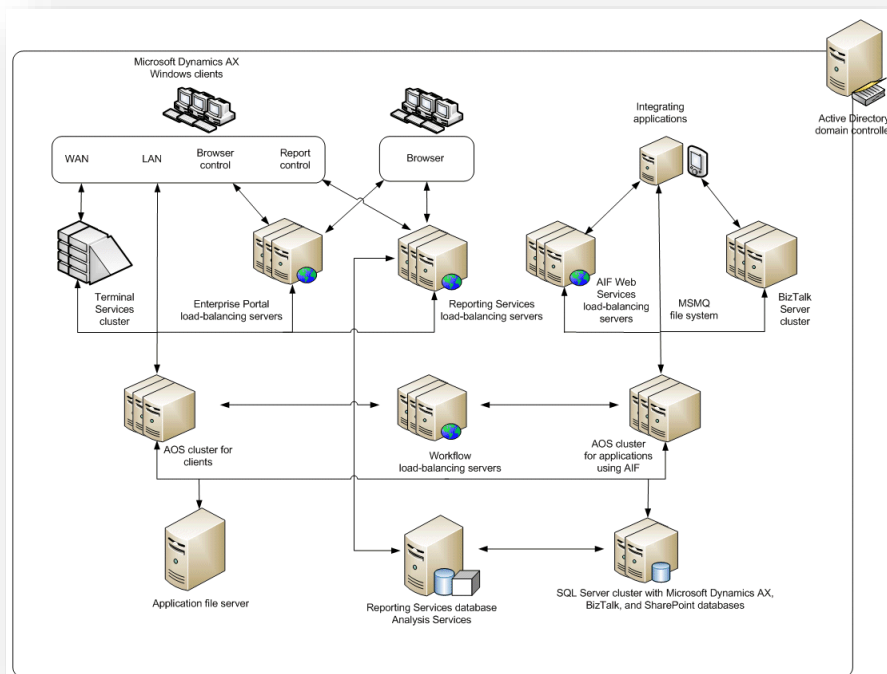 Microsoft Dynamics AX
Windows clients
Integrating
applications
Active Directory
domain controlle
WAN
LAN
Browser
control
Report
control
Browser
Terminal
Services
cluster
Enterprise Portal
load-balancing servers
Reporting Services
load-balancing servers
AIF Web
Services
load-balancing
servers
MSMQ
file system
BizTalk
Server
cluster
AOS cluster for
clients
Workflow
load-balancing servers
AOS cluster
for applications
using AIF
Application file server
Reporting Services database
Analysis Services
SQL Server cluster with Microsoft Dynamics AX,
BizTalk, and SharePoint databases